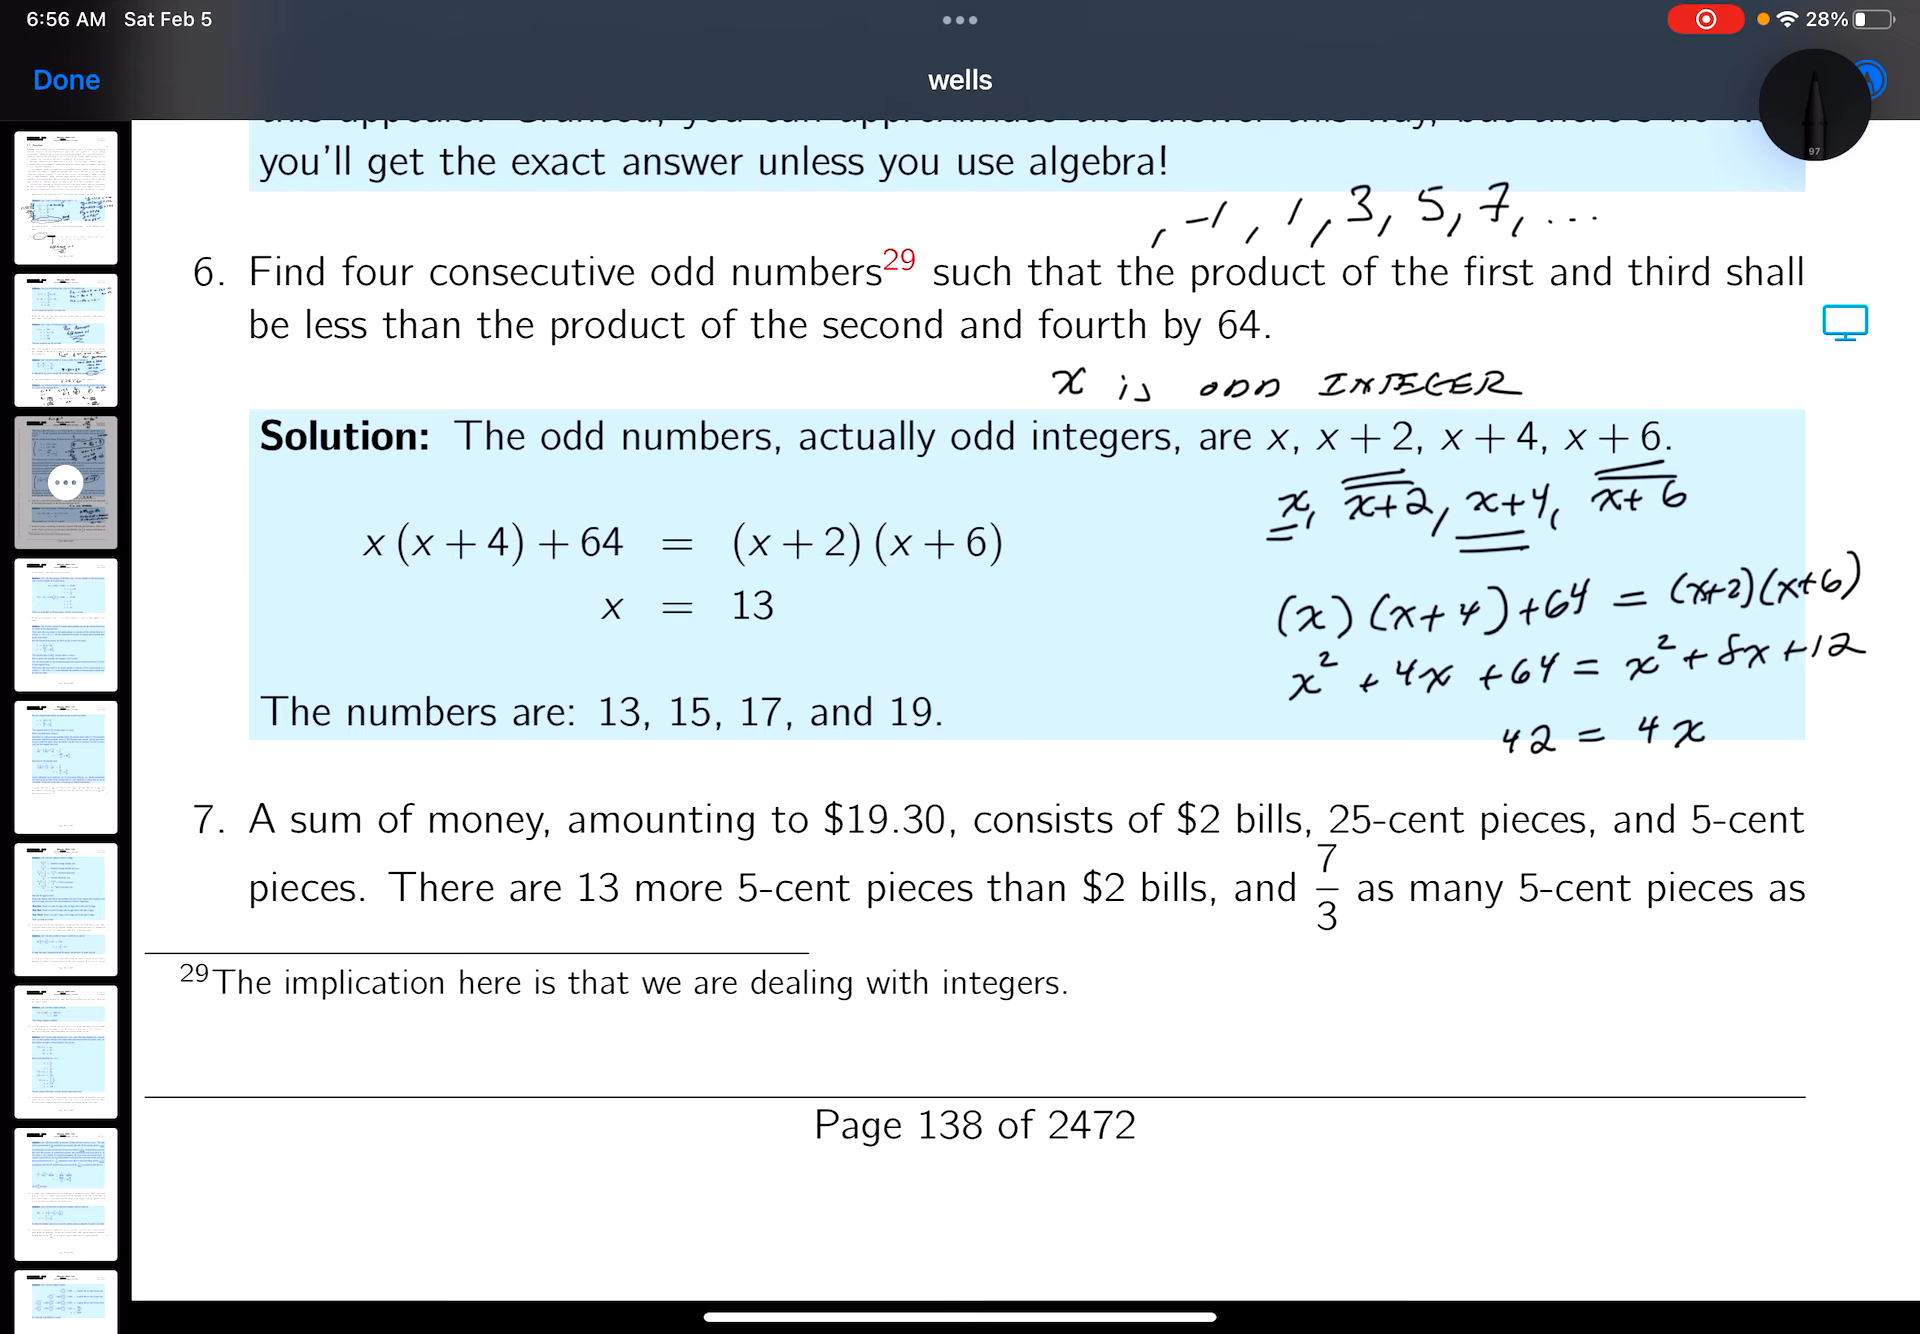 6:56 AM Sat Feb 5
28%
Done
wells
97
you'll get the exact answer unless you use algebra!
, -1, 1, 3, 5, 7, ...
6. Find four consecutive odd numbers29 such that the product of the first and third shall
be less than the product of the second and fourth by 64.
x is ODD INTEGER
Solution: The odd numbers, actually odd integers, are x, x + 2, x + 4, x + 6.
x, x+2, x+4, x+6
x (x + 4) + 64 = (x + 2) (x + 6)
x = 13
(x)(x+4)+64 = (x+2)(x+6)
x² + 4x + 64 = x² + 8x + 12
42 = 4x
The numbers are: 13, 15, 17, and 19.
7. A sum of money, amounting to $19.30, consists of $2 bills, 25-cent pieces, and 5-cent
pieces. There are 13 more 5-cent pieces than $2 bills, and 7/3 as many 5-cent pieces as
29The implication here is that we are dealing with integers.
Page 138 of 2472